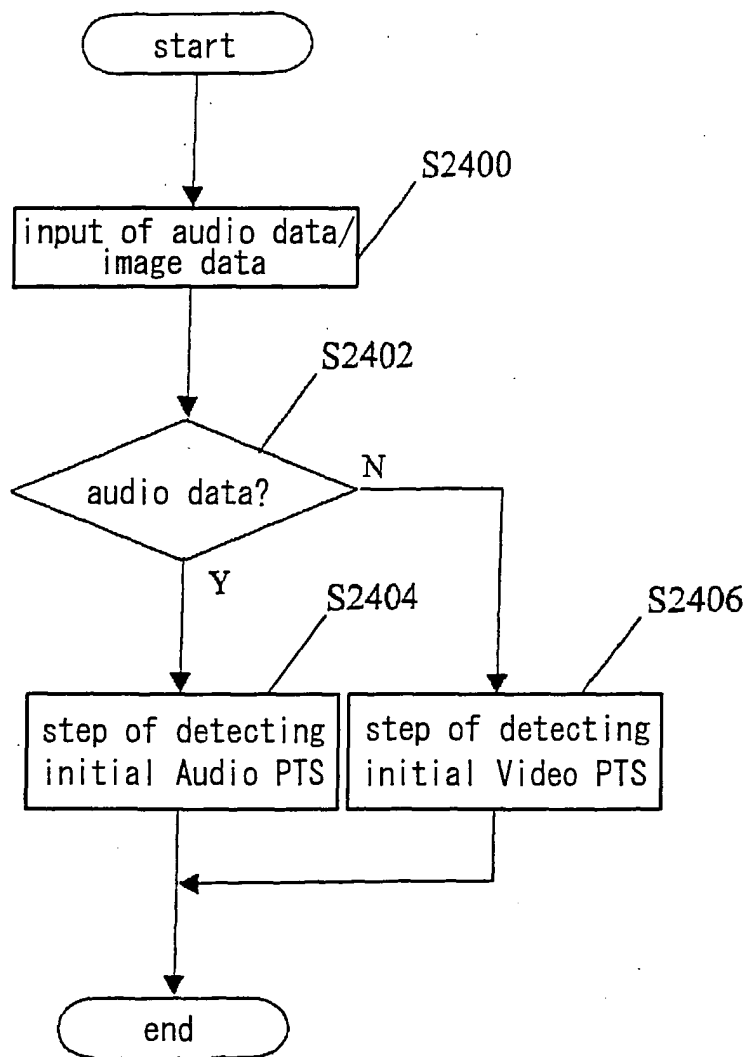 start
S2400
input of audio data/
image data
S2402
audio data?
N
Y
S2404
S2406
step of detecting
initial Audio PTS
step of detecting
initial Video PTS
end